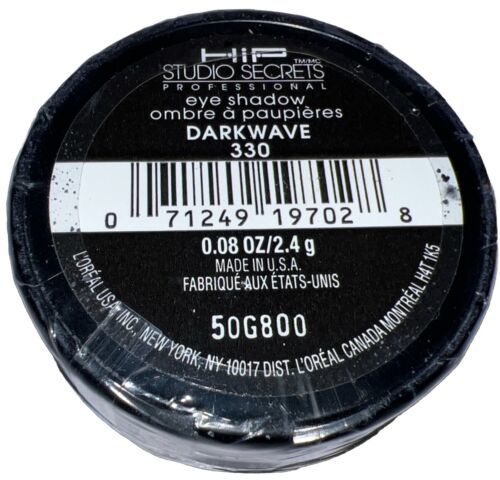 HiP
TM/MC
STUDIO SECRETS
PROFESSIONAL
eye shadow
ombre à paupières
DARKWAVE
330
0 71249 19702 8
0.08 OZ/2.4 g
MADE IN U.S.A.
FABRIQUÉ AUX ÉTATS-UNIS
50G800
L'ORÉAL USA, INC. NEW YORK, NY 10017 DIST. L'ORÉAL CANADA MONTRÉAL H4T 1K5